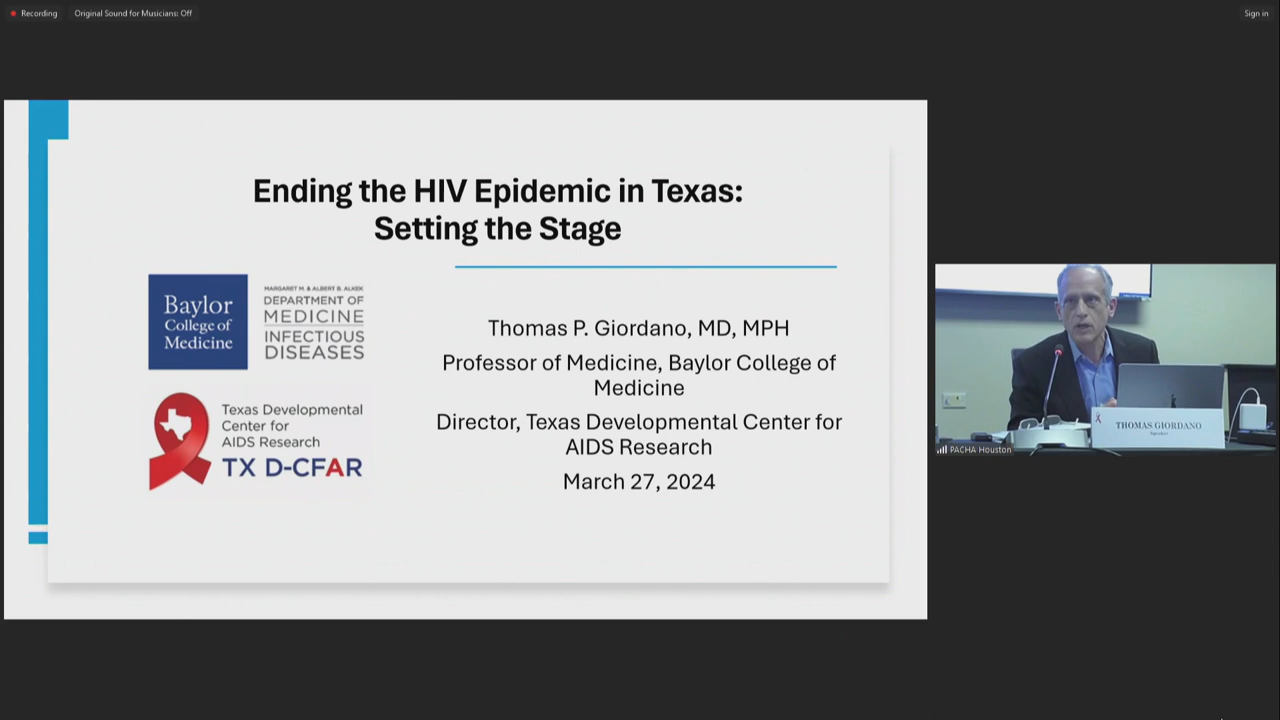 Recording
Original Sound for Musicians: Off
Sign in
Ending the HIV Epidemic in Texas:
Setting the Stage
Baylor
College of
Medicine
MARGARET M. & ALBERT B. ALKEK
DEPARTMENT OF
MEDICINE
INFECTIOUS
DISEASES
Texas Developmental
Center for
AIDS Research
TX D-CFAR
Thomas P. Giordano, MD, MPH
Professor of Medicine, Baylor College of
Medicine
Director, Texas Developmental Center for
AIDS Research
March 27, 2024
THOMAS GIORDANO
PACHA Houston